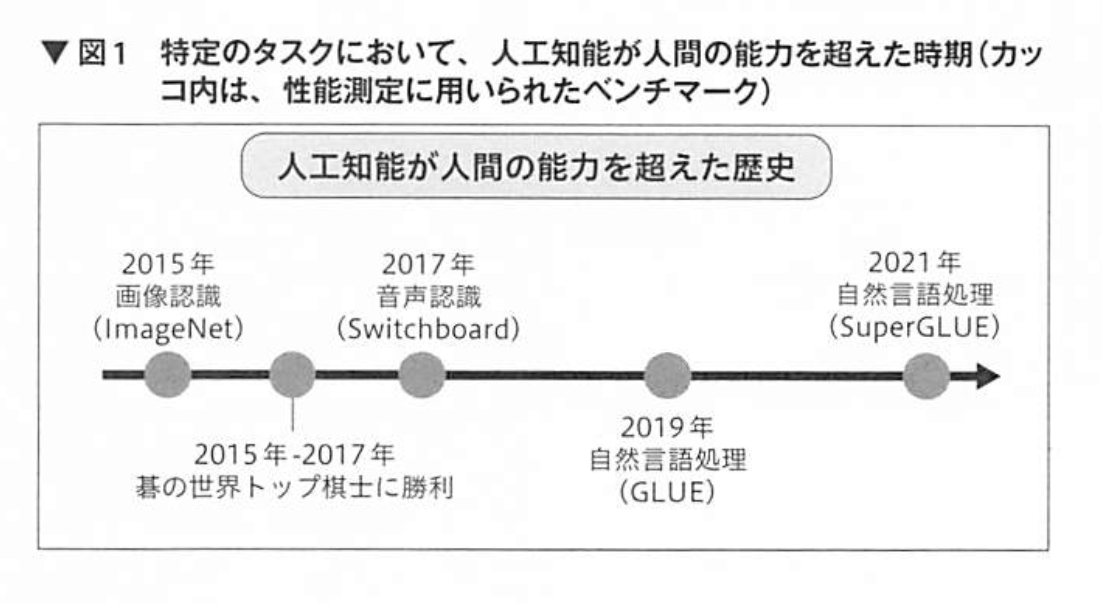 ▼ 図1 特定のタスクにおいて、人工知能が人間の能力を超えた時期（カッ
コ内は、性能測定に用いられたベンチマーク）
人工知能が人間の能力を超えた歴史
2015年
画像認識
（ImageNet）
2015年-2017年
碁の世界トップ棋士に勝利
2017年
音声認識
（Switchboard）
2019年
自然言語処理
（GLUE）
2021年
自然言語処理
（SuperGLUE）